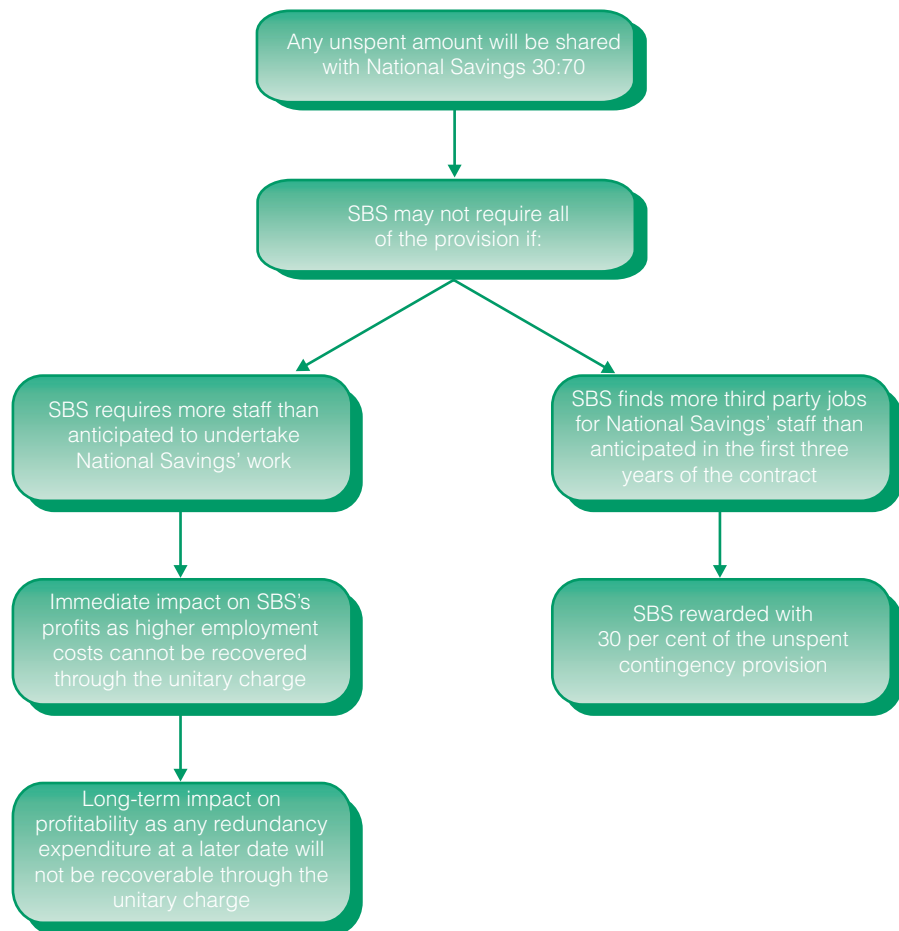 Any unspent amount will be shared
with National Savings 30:70
SBS may not require all
of the provision if:
SBS requires more staff than
anticipated to undertake
National Savings' work
SBS finds more third party jobs
for National Savings' staff than
anticipated in the first three
years of the contract
Immediate impact on SBS's
profits as higher employment
costs cannot be recovered
through the unitary charge
SBS rewarded with
30 per cent of the unspent
contingency provision
Long-term impact on
profitability as any redundancy
expenditure at a later date will
not be recoverable through the
unitary charge